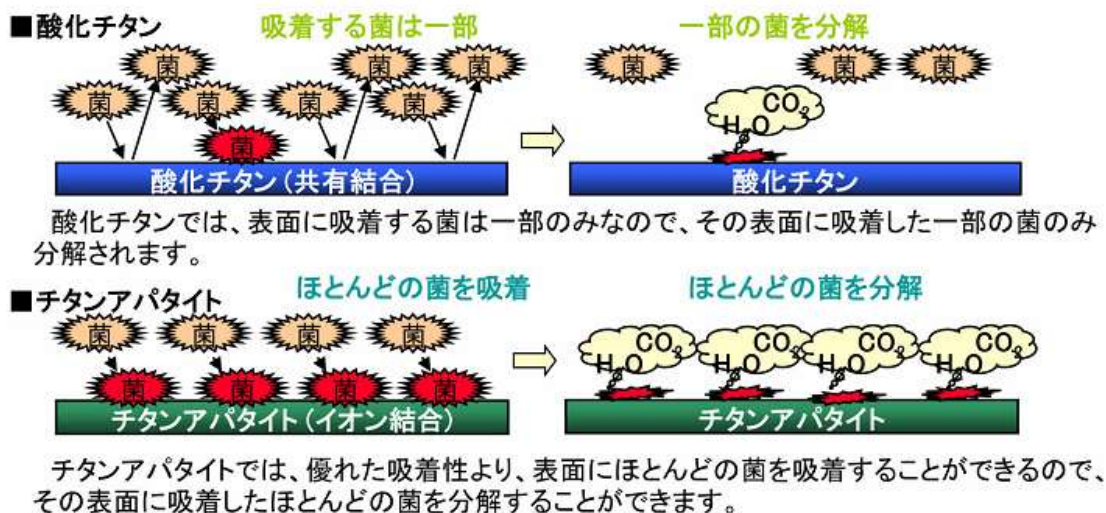 ■酸化チタン
吸着する菌は一部
一部の菌を分解
菌 菌 菌 菌 菌 菌 菌
菌 菌 菌 菌
菌
CO₂
H₂O
酸化チタン(共有結合)
酸化チタン
酸化チタンでは、表面に吸着する菌は一部のみなので、その表面に吸着した一部の菌のみ
分解されます。
■チタンアパタイト
ほとんどの菌を吸着
ほとんどの菌を分解
菌 菌 菌 菌
CO₂ CO₂ CO₂ CO₂
H₂O H₂O H₂O H₂O
菌 菌 菌 菌
チタンアパタイト(イオン結合)
チタンアパタイト
チタンアパタイトでは、優れた吸着性より、表面にほとんどの菌を吸着することができるので、
その表面に吸着したほとんどの菌を分解することができます。